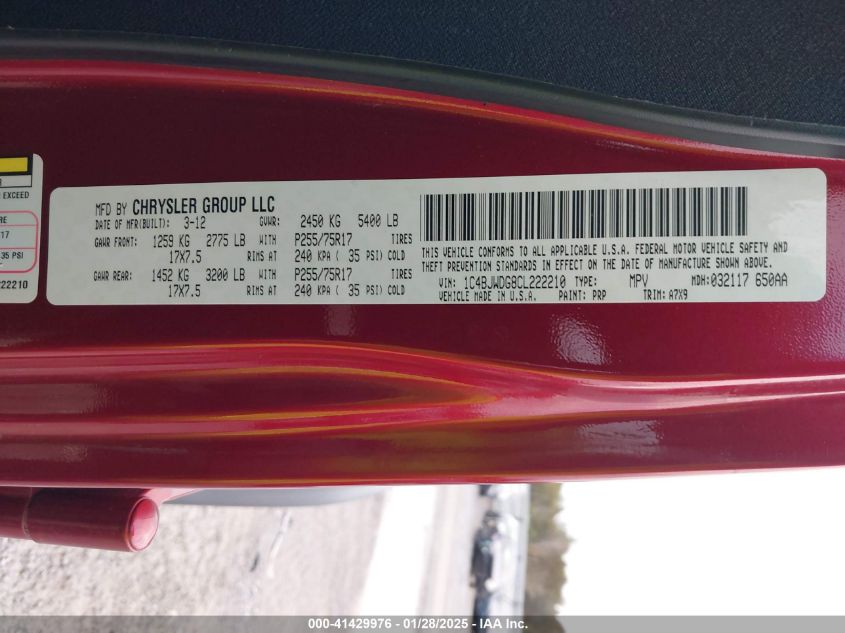 R
EXCEED
RE
17
35 PSI
222210
MFD BY CHRYSLER GROUP LLC
DATE OF MFR(BUILT): 3-12 GVWR: 2450 KG 5400 LB
GAWR FRONT: 1259 KG 2775 LB WITH P255/75R17 TIRES
17X7.5 RIMS AT 240 KPA ( 35 PSI) COLD
GAWR REAR: 1452 KG 3200 LB WITH P255/75R17 TIRES
17X7.5 RIMS AT 240 KPA ( 35 PSI) COLD
THIS VEHICLE CONFORMS TO ALL APPLICABLE U.S.A. FEDERAL MOTOR VEHICLE SAFETY AND
THEFT PREVENTION STANDARDS IN EFFECT ON THE DATE OF MANUFACTURE SHOWN ABOVE.
VIN: 1C4BJWDG8CL222210 TYPE: MPV MDH: 032117 650AA
VEHICLE MADE IN U.S.A. PAINT: PRP TRIM: A7X9
000-41429976 - 01/28/2025 - IAA Inc.